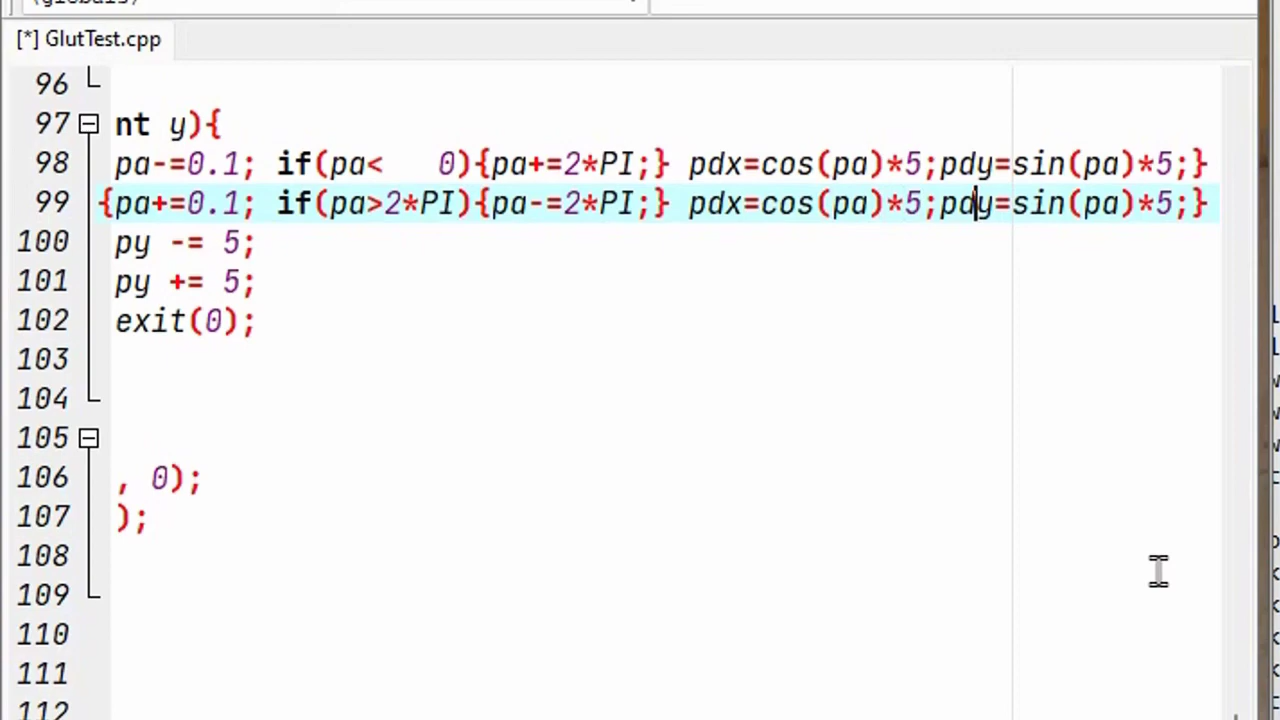 [*] GlutTest.cpp
96
97 nt y){
98 pa-=0.1; if(pa<   0){pa+=2*PI;} pdx=cos(pa)*5;pdy=sin(pa)*5;}
99 {pa+=0.1; if(pa>2*PI){pa-=2*PI;} pdx=cos(pa)*5;pdy=sin(pa)*5;}
100 py -= 5;
101 py += 5;
102 exit(0);
103
104
105
106 , 0);
107 );
108
109
110
111
112